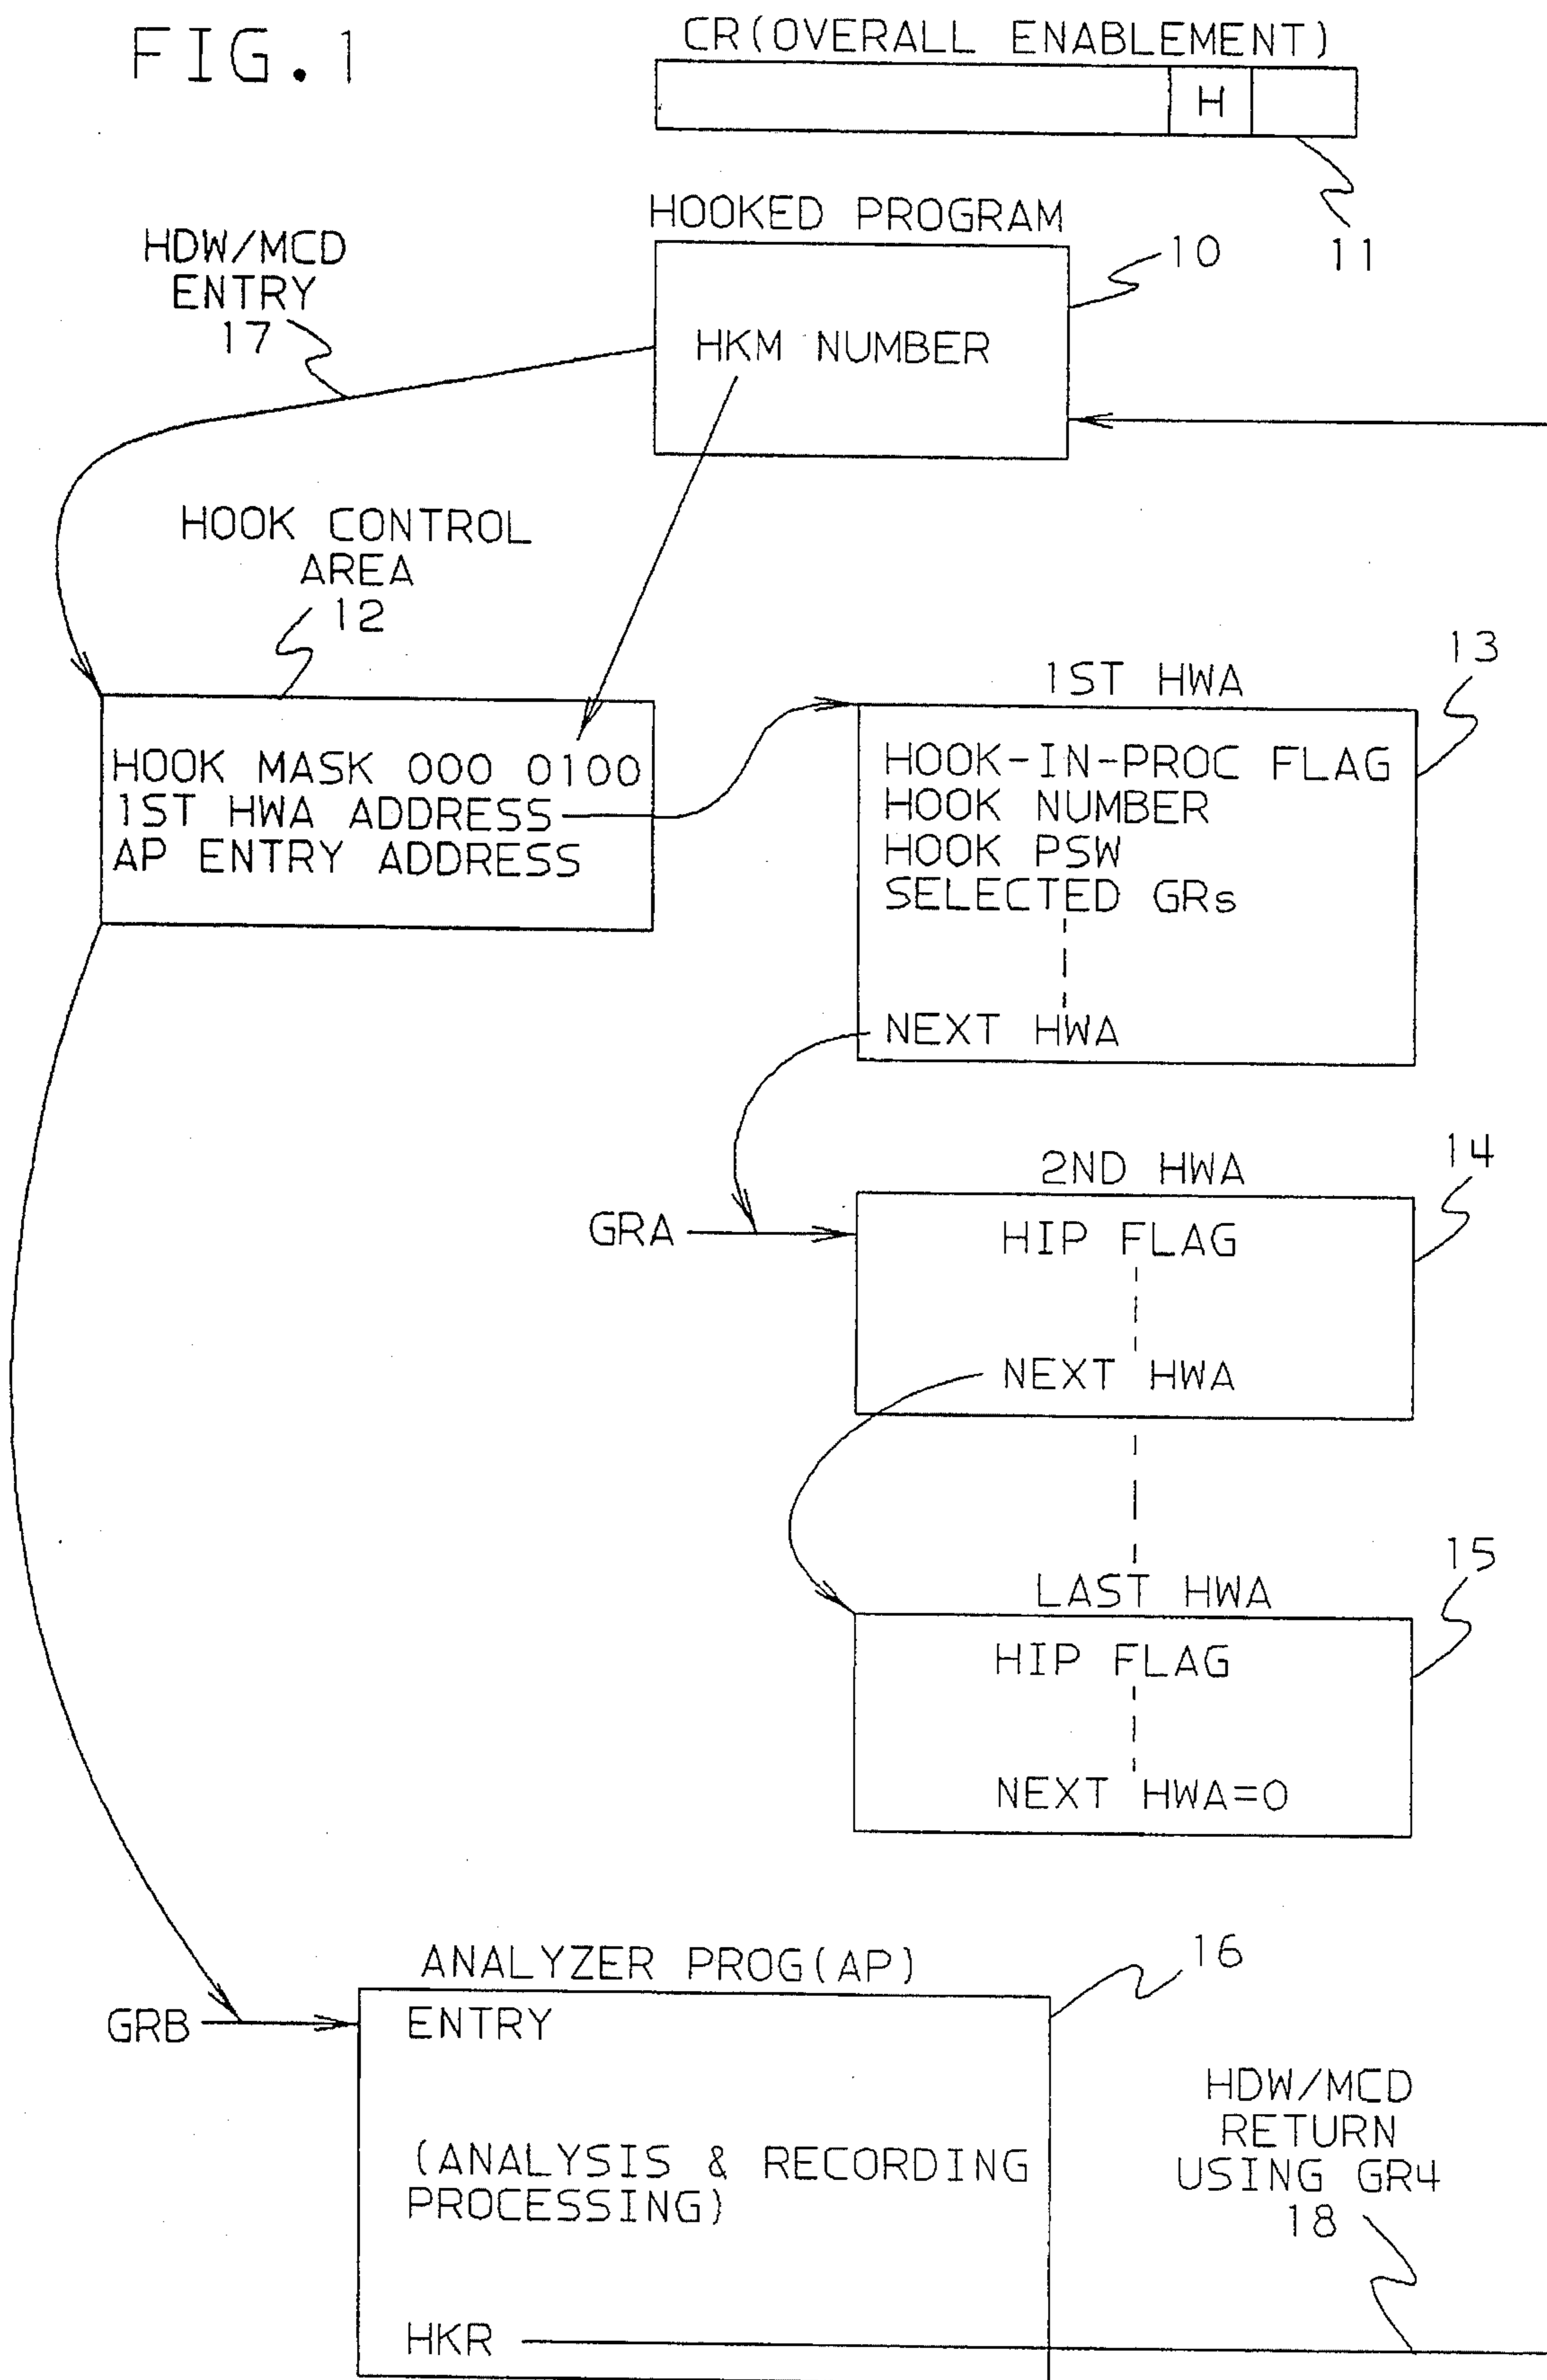 FIG.1
CR(OVERALL ENABLEMENT)
H
11
HOOKED PROGRAM
10
HKM NUMBER
HDW/MCD
ENTRY
17
HOOK CONTROL
AREA
12
HOOK MASK 000 0100
1ST HWA ADDRESS
AP ENTRY ADDRESS
1ST HWA
13
HOOK-IN-PROC FLAG
HOOK NUMBER
HOOK PSW
SELECTED GRs
NEXT HWA
2ND HWA
14
GRA
HIP FLAG
NEXT HWA
LAST HWA
15
HIP FLAG
NEXT HWA=0
ANALYZER PROG(AP)
16
GRB
ENTRY
(ANALYSIS & RECORDING
PROCESSING)
HKR
HDW/MCD
RETURN
USING GR4
18